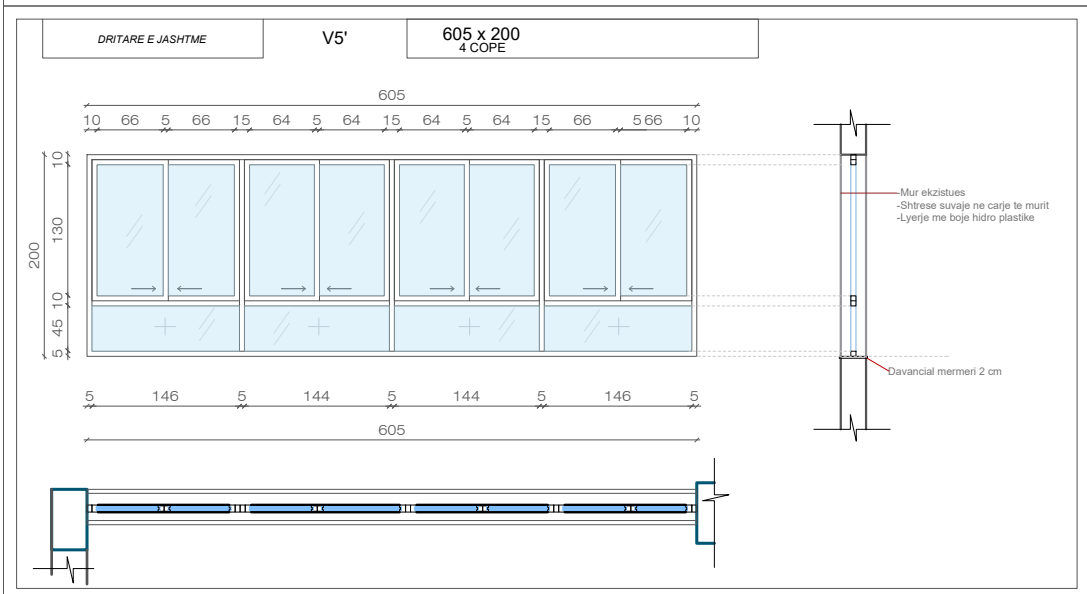 DRITARE E JASHTME
V5'
605 x 200
4 COPE
605
10 66 5 66 15 64 5 64 15 64 5 64 15 66 5 66 10
200
10
130
10
45
5
-Mur ekzistues
-Shtrese suvaje ne carje te murit
-Lyerje me boje hidro plastike
Davancial mermeri 2 cm
5 146 5 144 5 144 5 146 5
605